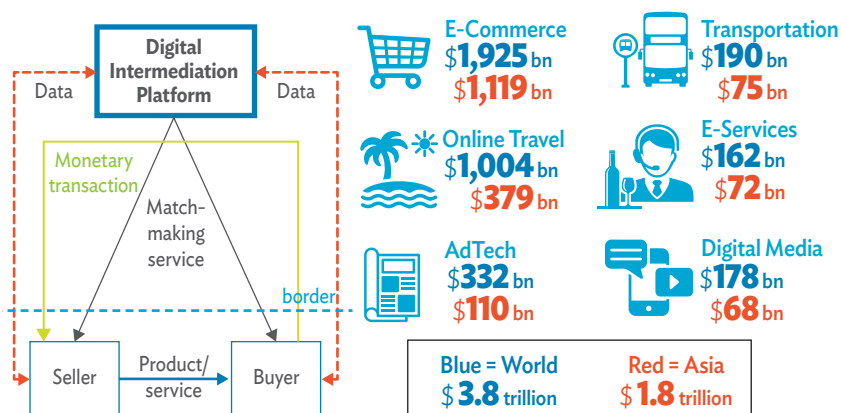 Digital
Intermediation
Platform
Data
Data
Monetary
transaction
Match-
making
service
border
Seller
Product/
service
Buyer
E-Commerce
$1,925 bn
$1,119 bn
Transportation
$190 bn
$75 bn
Online Travel
$1,004 bn
$379 bn
E-Services
$162 bn
$72 bn
AdTech
$332 bn
$110 bn
Digital Media
$178 bn
$68 bn
Blue = World
$ 3.8 trillion
Red = Asia
$ 1.8 trillion